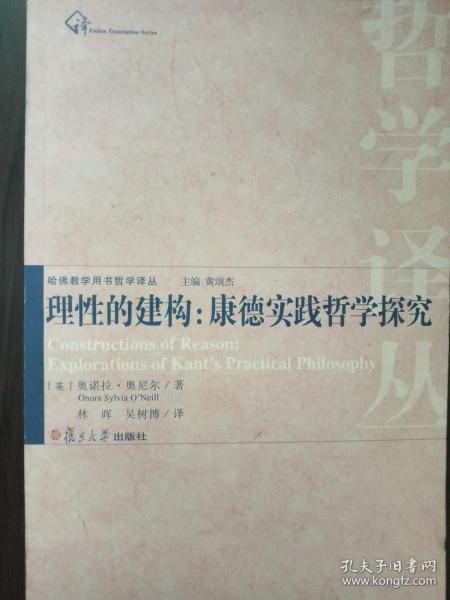 译 Fudan Translation Series
哲学译丛
哈佛教学用书哲学译丛 主编 黄颂杰
理性的建构：康德实践哲学探究
Constructions of Reason:
Explorations of Kant's Practical Philosophy
［英］奥诺拉·奥尼尔／著
Onora Sylvia O'Neill
林 晖 吴树博／译
復旦大學出版社
孔夫子旧书网
www.kongfz.com